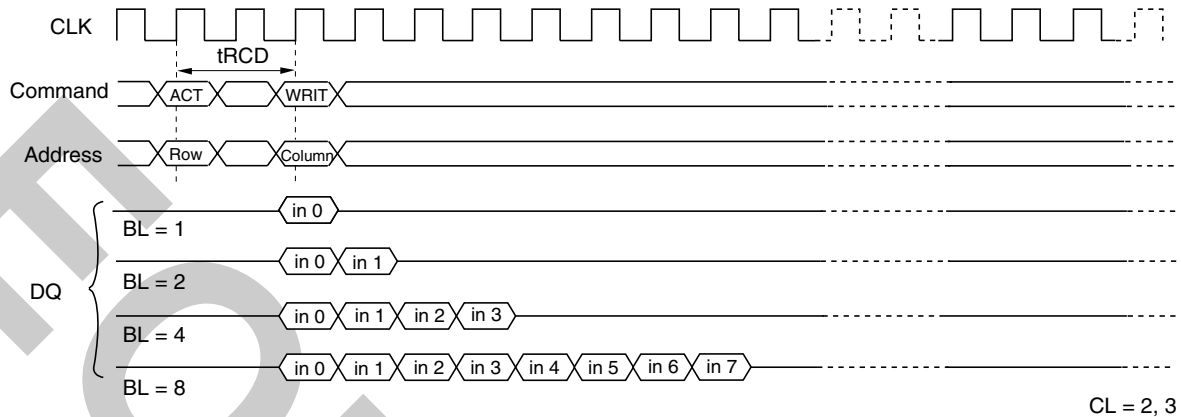 CLK
tRCD
Command
ACT
WRIT
Address
Row
Column
in 0
BL = 1
in 0 in 1
BL = 2
DQ
in 0 in 1 in 2 in 3
BL = 4
in 0 in 1 in 2 in 3 in 4 in 5 in 6 in 7
BL = 8
CL = 2, 3